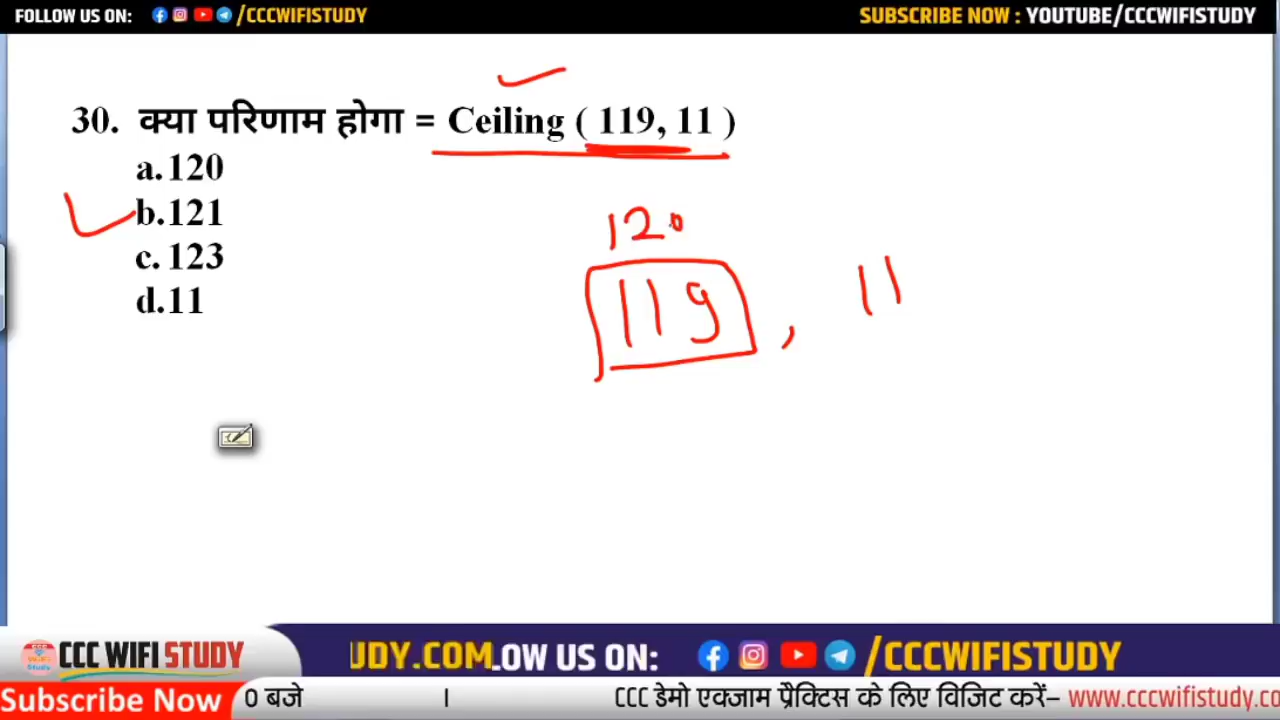 FOLLOW US ON: /CCCWIFISTUDY
SUBSCRIBE NOW : YOUTUBE/CCCWIFISTUDY
30. क्या परिणाम होगा = Ceiling ( 119, 11 )
a.120
b.121
c. 123
d.11
120
119 , 11
CCC WIFI STUDY
UDY.COM LOW US ON: /CCCWIFISTUDY
Subscribe Now 0 बजे । CCC डेमो एक्जाम प्रैक्टिस के लिए विजिट करें– www.cccwifistudy.co